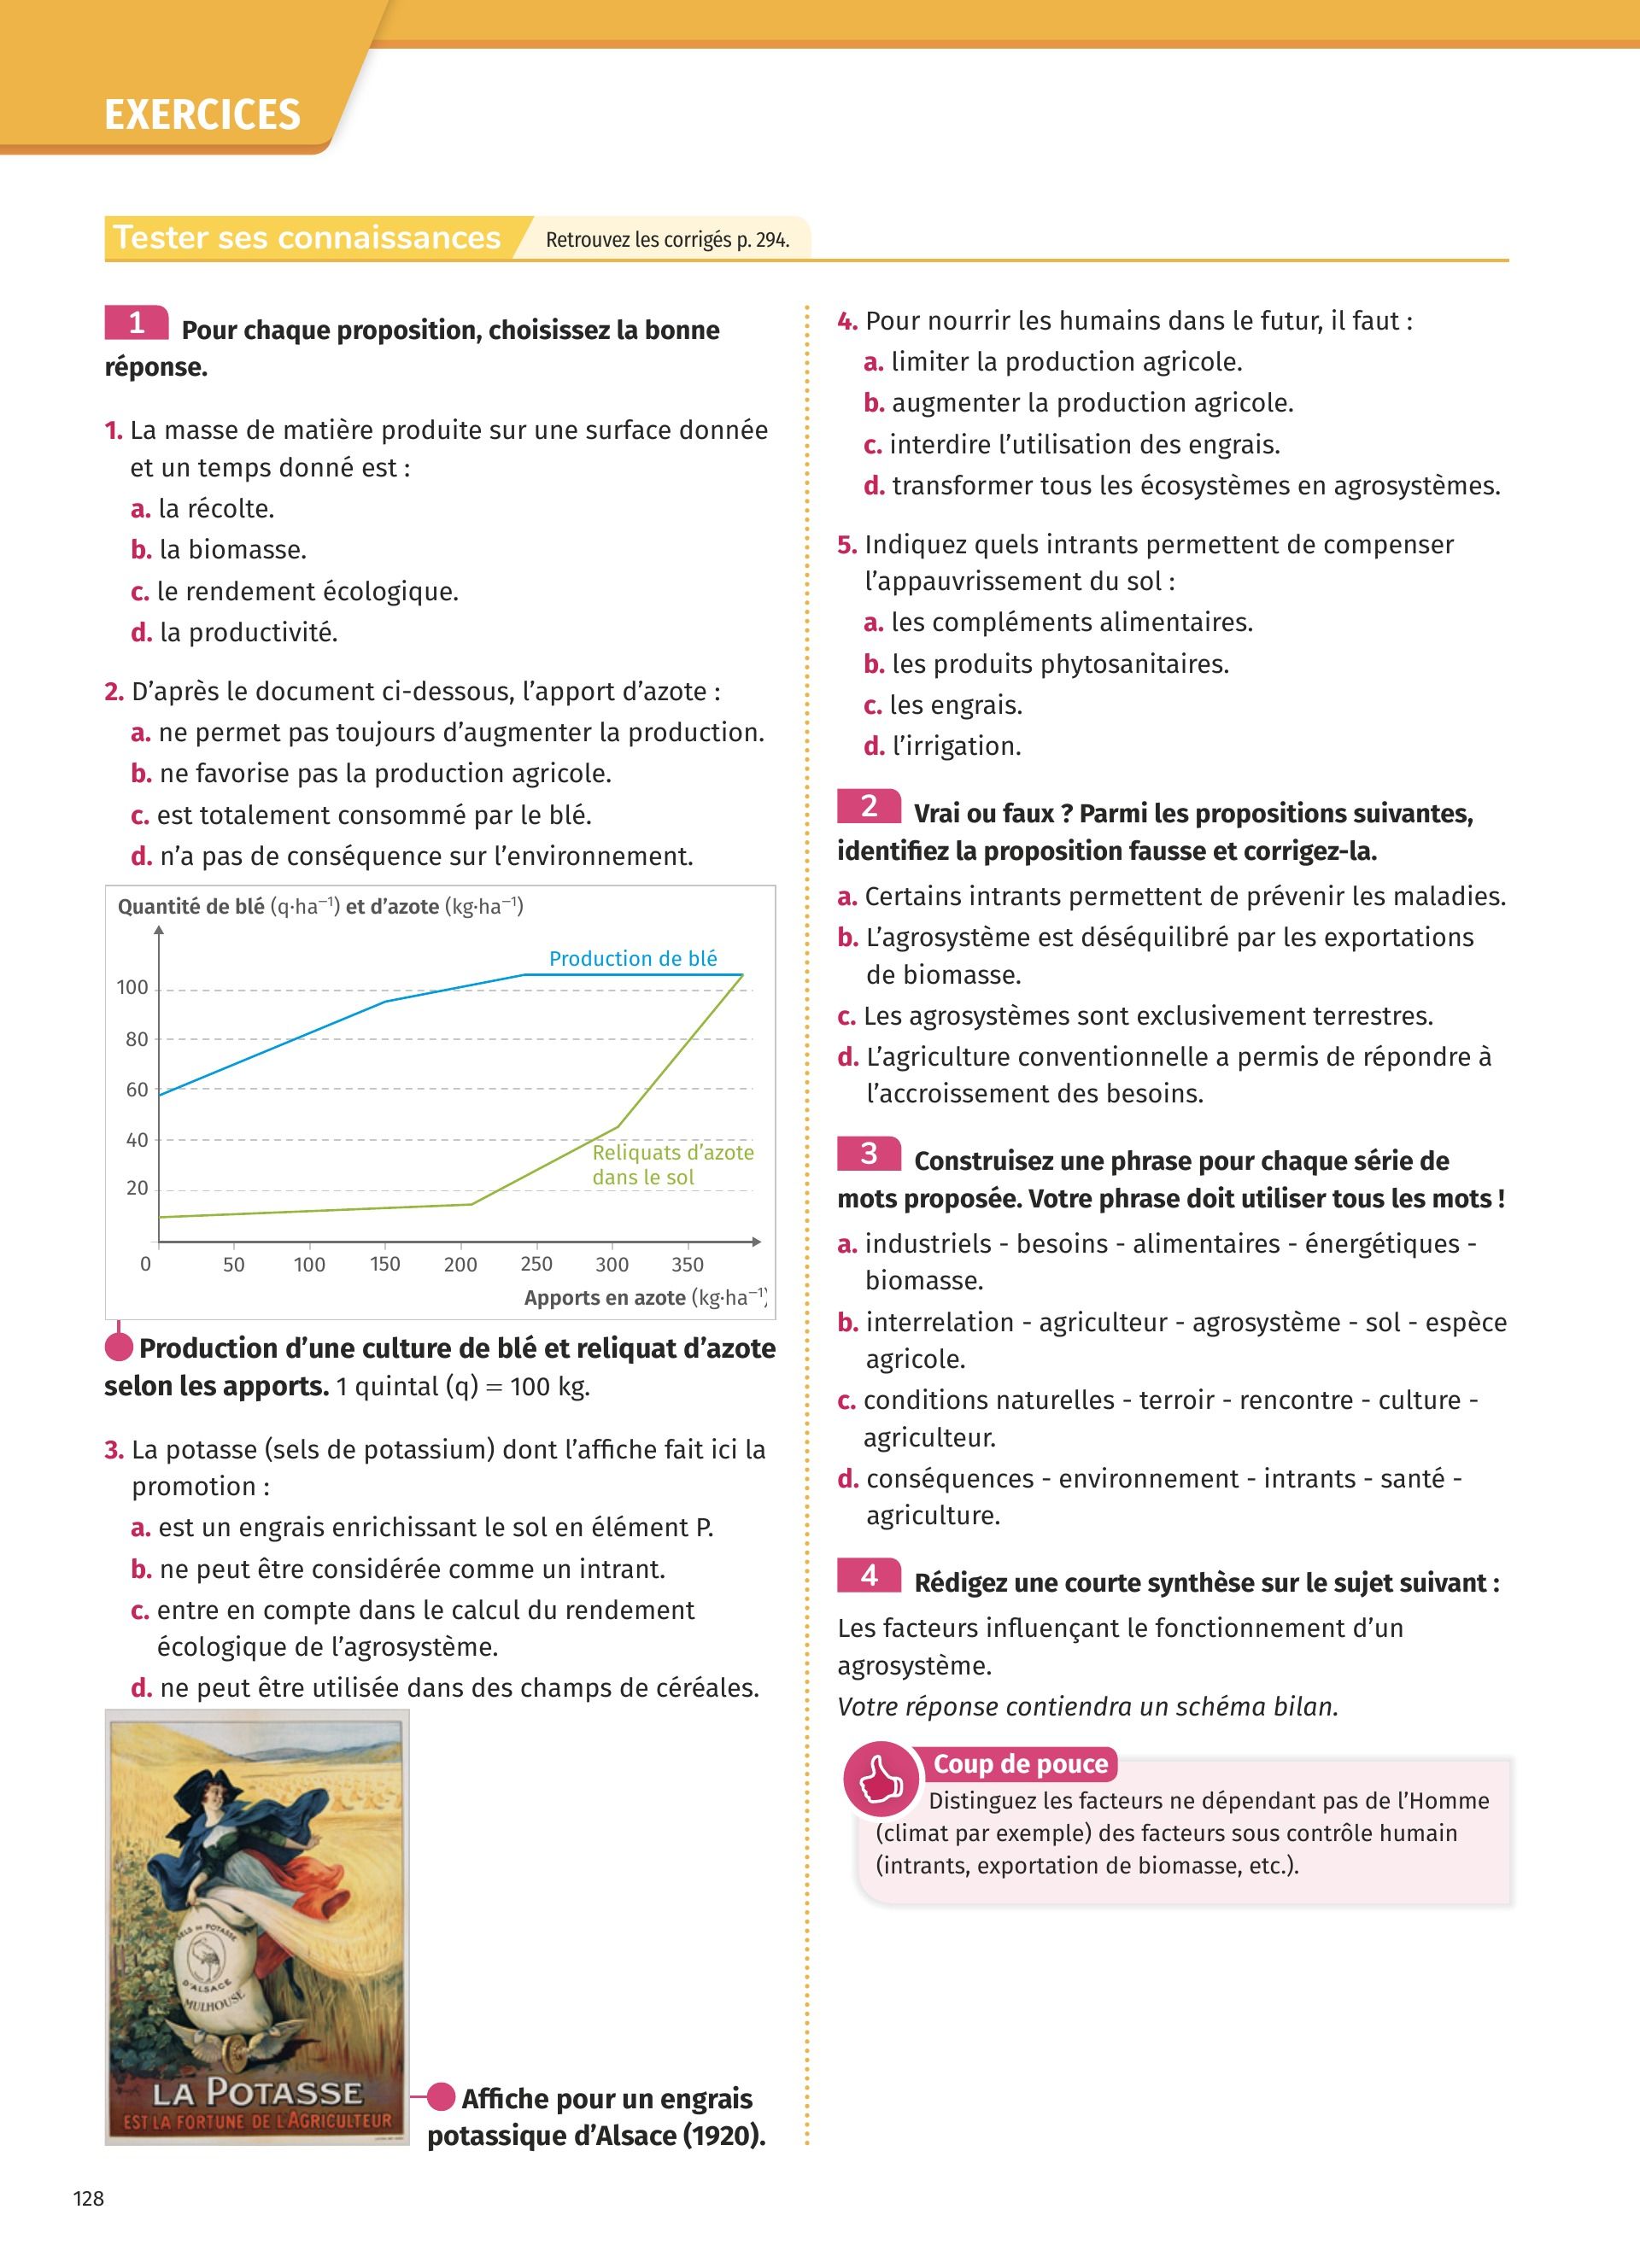 EXERCICES
Tester ses connaissances
Retrouvez les corrigés p. 294.
1 Pour chaque proposition, choisissez la bonne
réponse.
1. La masse de matière produite sur une surface donnée
et un temps donné est :
a. la récolte.
b. la biomasse.
c. le rendement écologique.
d. la productivité.
2. D’après le document ci-dessous, l’apport d’azote :
a. ne permet pas toujours d’augmenter la production.
b. ne favorise pas la production agricole.
c. est totalement consommé par le blé.
d. n’a pas de conséquence sur l’environnement.
Quantité de blé (q·ha⁻¹) et d’azote (kg·ha⁻¹)
Production de blé
100
80
60
40
Reliquats d’azote
dans le sol
20
0 50 100 150 200 250 300 350
Apports en azote (kg·ha⁻¹)
Production d’une culture de blé et reliquat d’azote
selon les apports. 1 quintal (q) = 100 kg.
3. La potasse (sels de potassium) dont l’affiche fait ici la
promotion :
a. est un engrais enrichissant le sol en élément P.
b. ne peut être considérée comme un intrant.
c. entre en compte dans le calcul du rendement
écologique de l’agrosystème.
d. ne peut être utilisée dans des champs de céréales.
SELS DE POTASSE
D'ALSACE
MULHOUSE
LA POTASSE
EST LA FORTUNE DE L'AGRICULTEUR
Affiche pour un engrais
potassique d’Alsace (1920).
4. Pour nourrir les humains dans le futur, il faut :
a. limiter la production agricole.
b. augmenter la production agricole.
c. interdire l’utilisation des engrais.
d. transformer tous les écosystèmes en agrosystèmes.
5. Indiquez quels intrants permettent de compenser
l’appauvrissement du sol :
a. les compléments alimentaires.
b. les produits phytosanitaires.
c. les engrais.
d. l’irrigation.
2 Vrai ou faux ? Parmi les propositions suivantes,
identifiez la proposition fausse et corrigez-la.
a. Certains intrants permettent de prévenir les maladies.
b. L’agrosystème est déséquilibré par les exportations
de biomasse.
c. Les agrosystèmes sont exclusivement terrestres.
d. L’agriculture conventionnelle a permis de répondre à
l’accroissement des besoins.
3 Construisez une phrase pour chaque série de
mots proposée. Votre phrase doit utiliser tous les mots !
a. industriels - besoins - alimentaires - énergétiques -
biomasse.
b. interrelation - agriculteur - agrosystème - sol - espèce
agricole.
c. conditions naturelles - terroir - rencontre - culture -
agriculteur.
d. conséquences - environnement - intrants - santé -
agriculture.
4 Rédigez une courte synthèse sur le sujet suivant :
Les facteurs influençant le fonctionnement d’un
agrosystème.
Votre réponse contiendra un schéma bilan.
Coup de pouce
Distinguez les facteurs ne dépendant pas de l’Homme
(climat par exemple) des facteurs sous contrôle humain
(intrants, exportation de biomasse, etc.).
128